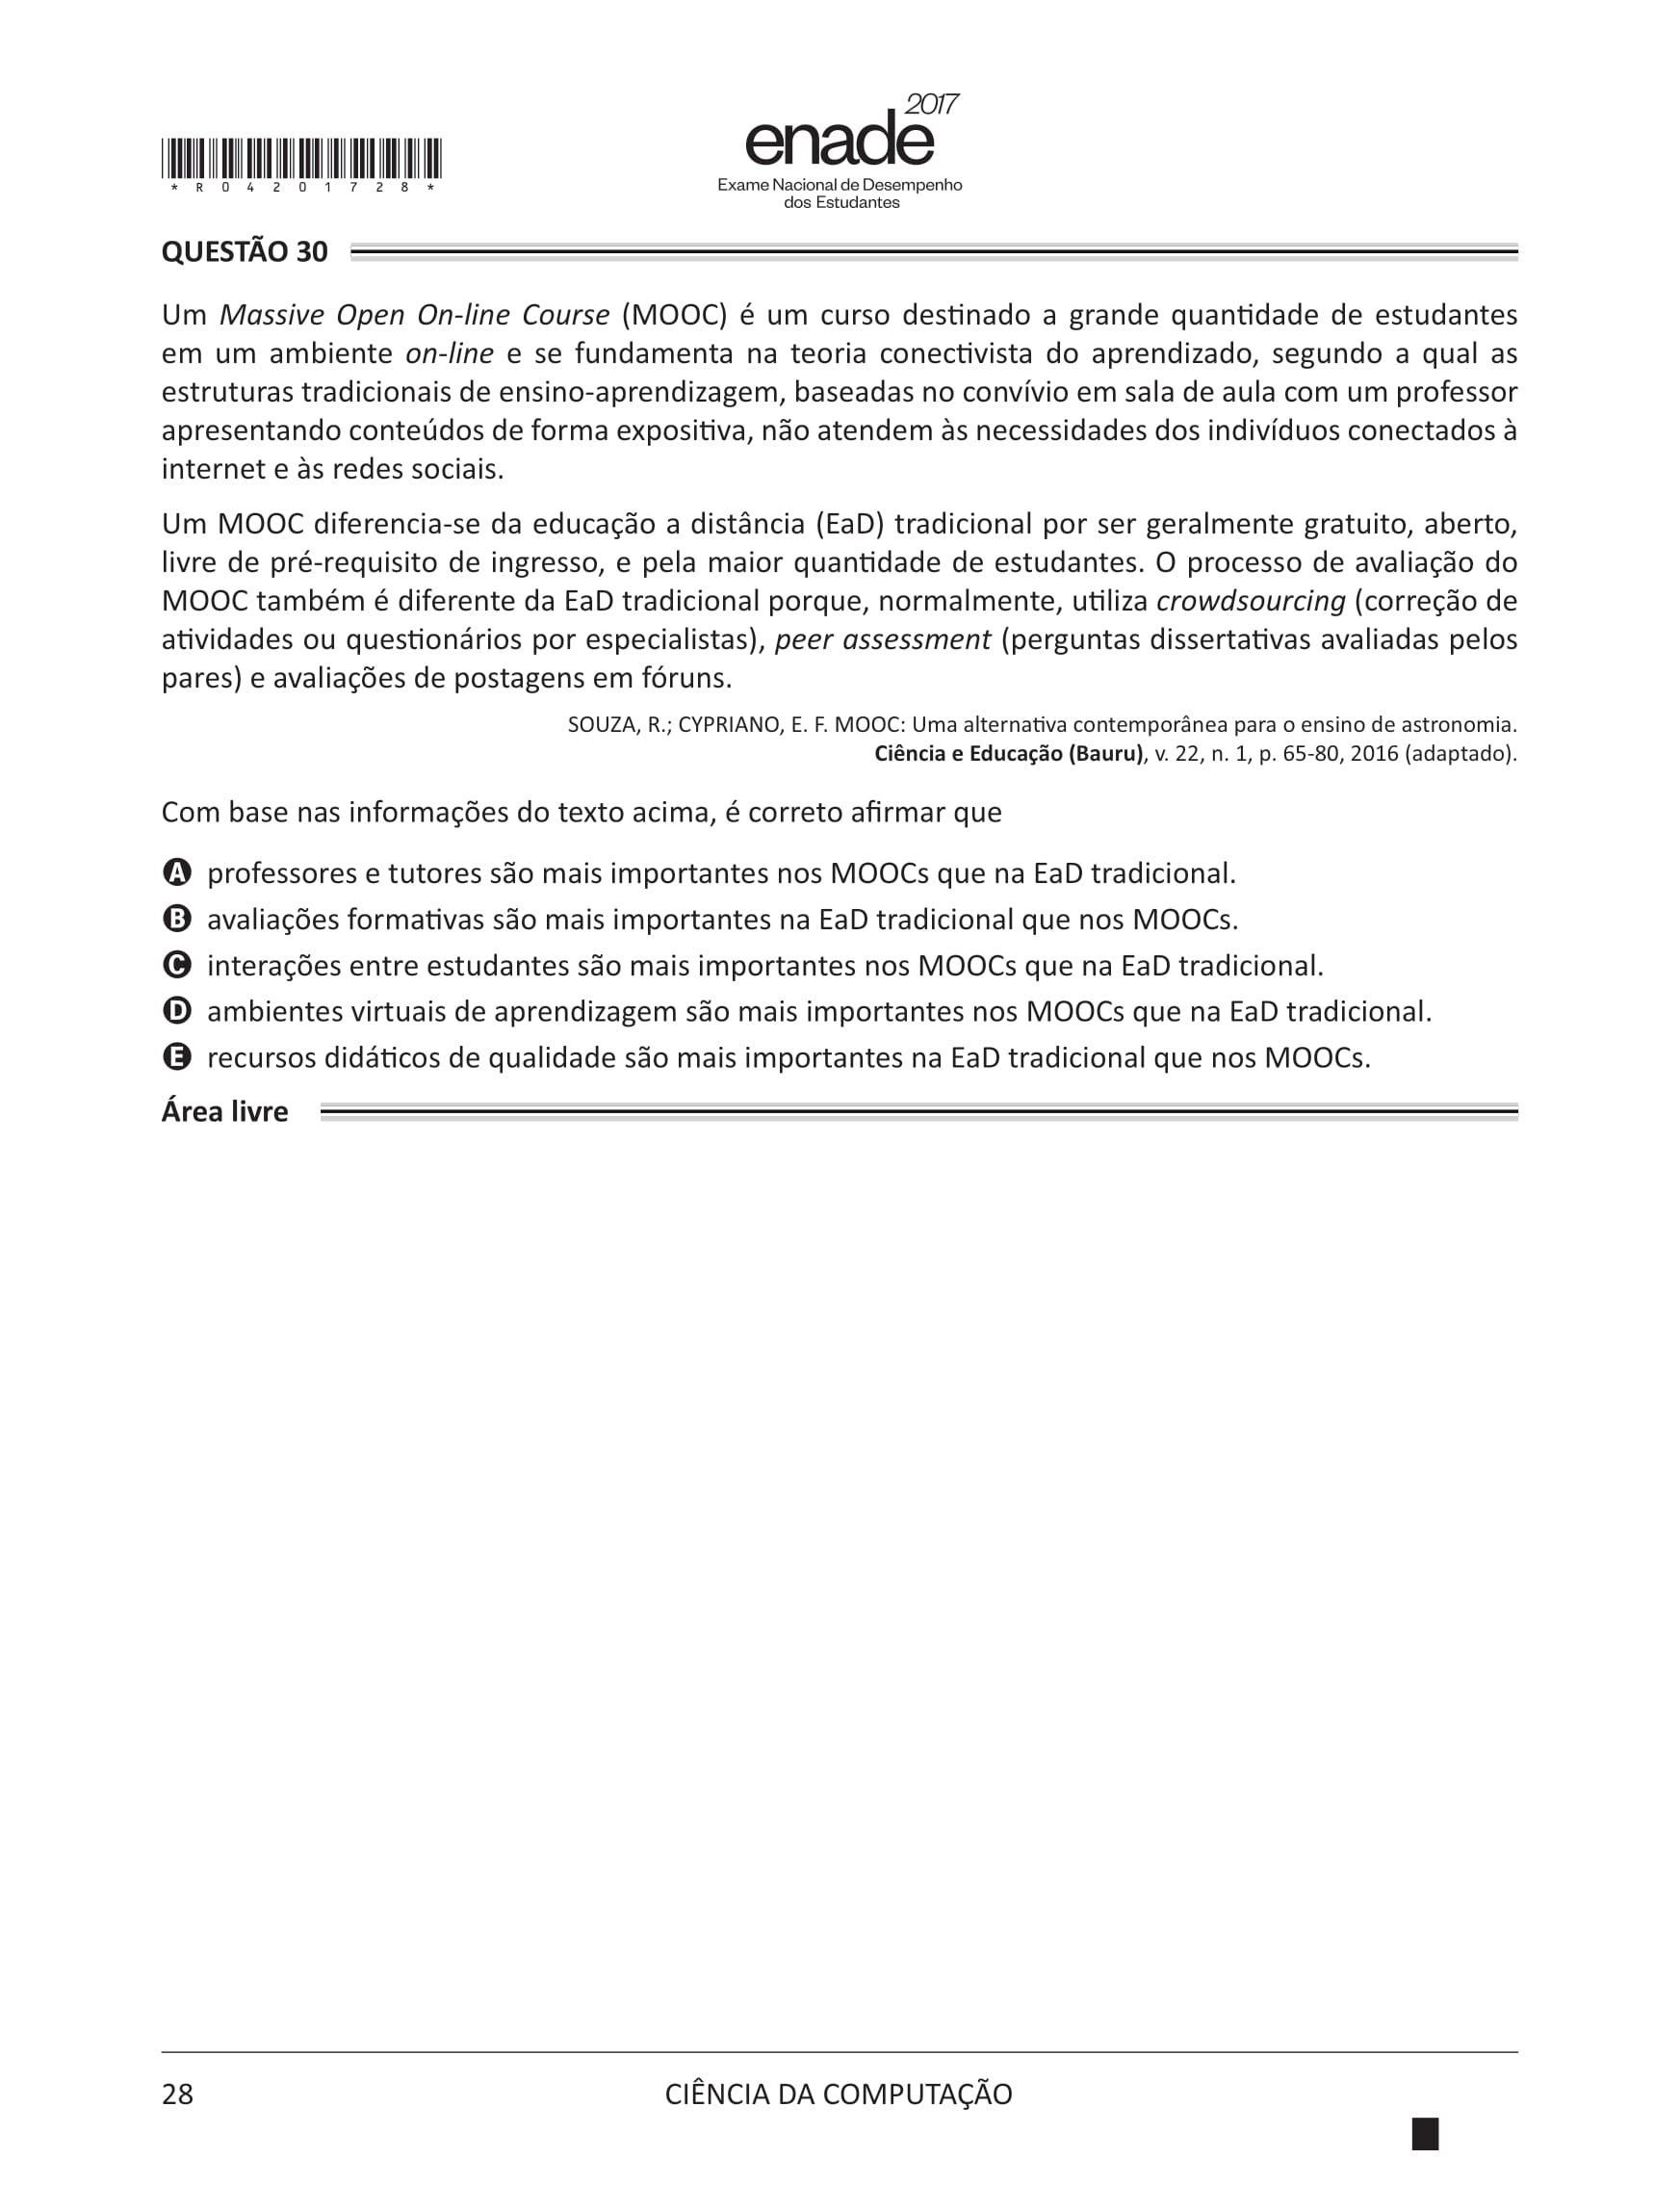 2017
enade
Exame Nacional de Desempenho
dos Estudantes
* R 0 4 2 0 1 7 2 8 *
QUESTÃO 30
Um Massive Open On-line Course (MOOC) é um curso destinado a grande quantidade de estudantes
em um ambiente on-line e se fundamenta na teoria conectivista do aprendizado, segundo a qual as
estruturas tradicionais de ensino-aprendizagem, baseadas no convívio em sala de aula com um professor
apresentando conteúdos de forma expositiva, não atendem às necessidades dos indivíduos conectados à
internet e às redes sociais.
Um MOOC diferencia-se da educação a distância (EaD) tradicional por ser geralmente gratuito, aberto,
livre de pré-requisito de ingresso, e pela maior quantidade de estudantes. O processo de avaliação do
MOOC também é diferente da EaD tradicional porque, normalmente, utiliza crowdsourcing (correção de
atividades ou questionários por especialistas), peer assessment (perguntas dissertativas avaliadas pelos
pares) e avaliações de postagens em fóruns.
SOUZA, R.; CYPRIANO, E. F. MOOC: Uma alternativa contemporânea para o ensino de astronomia.
Ciência e Educação (Bauru), v. 22, n. 1, p. 65-80, 2016 (adaptado).
Com base nas informações do texto acima, é correto afirmar que
A professores e tutores são mais importantes nos MOOCs que na EaD tradicional.
B avaliações formativas são mais importantes na EaD tradicional que nos MOOCs.
C interações entre estudantes são mais importantes nos MOOCs que na EaD tradicional.
D ambientes virtuais de aprendizagem são mais importantes nos MOOCs que na EaD tradicional.
E recursos didáticos de qualidade são mais importantes na EaD tradicional que nos MOOCs.
Área livre
28
CIÊNCIA DA COMPUTAÇÃO